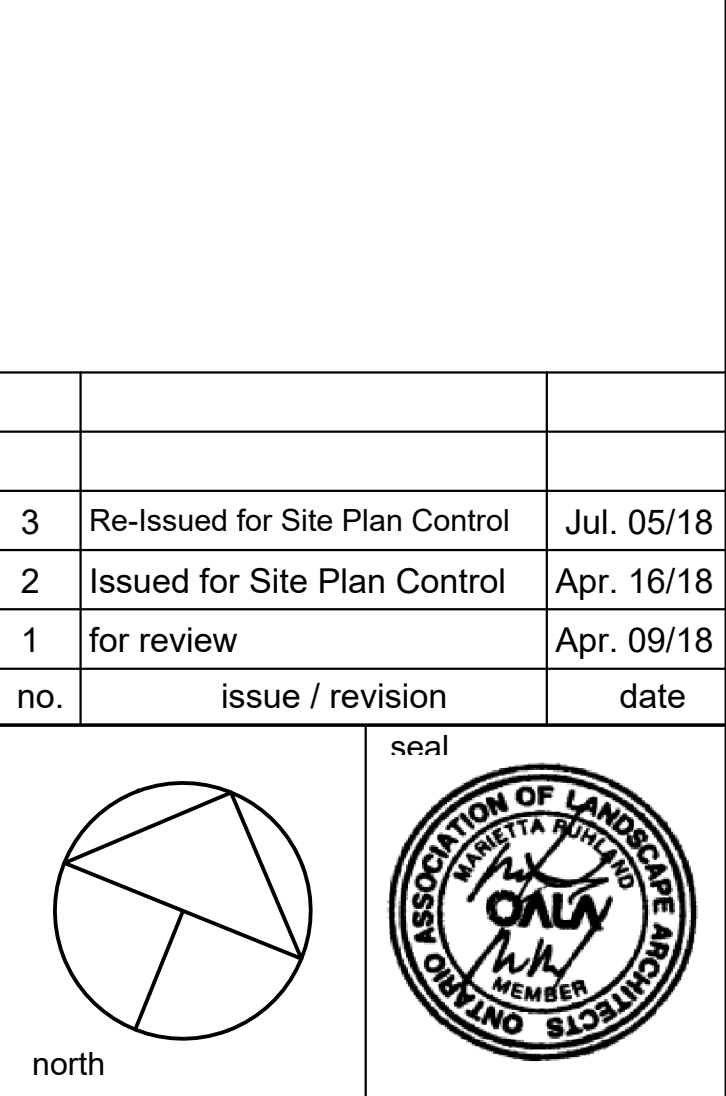 3 Re-Issued for Site Plan Control Jul. 05/18
2 Issued for Site Plan Control Apr. 16/18
1 for review Apr. 09/18
no. issue / revision date
seal
ONTARIO ASSOCIATION OF LANDSCAPE ARCHITECTS
MARIETTA RUHLAND
OALA
MEMBER
north